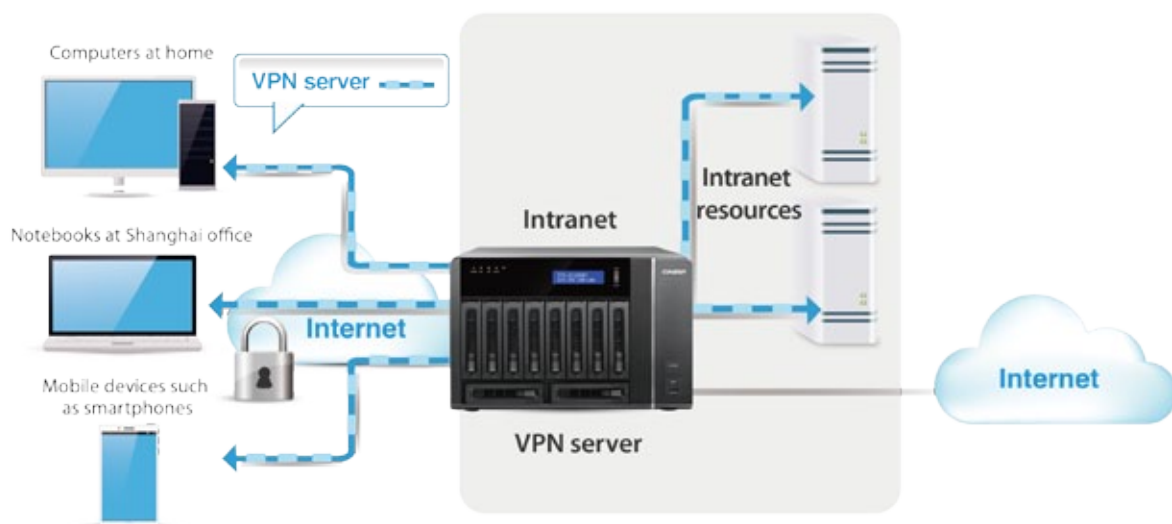 Computers at home
VPN server
Notebooks at Shanghai office
Internet
Mobile devices such
as smartphones
Intranet
VPN server
Intranet
resources
Internet